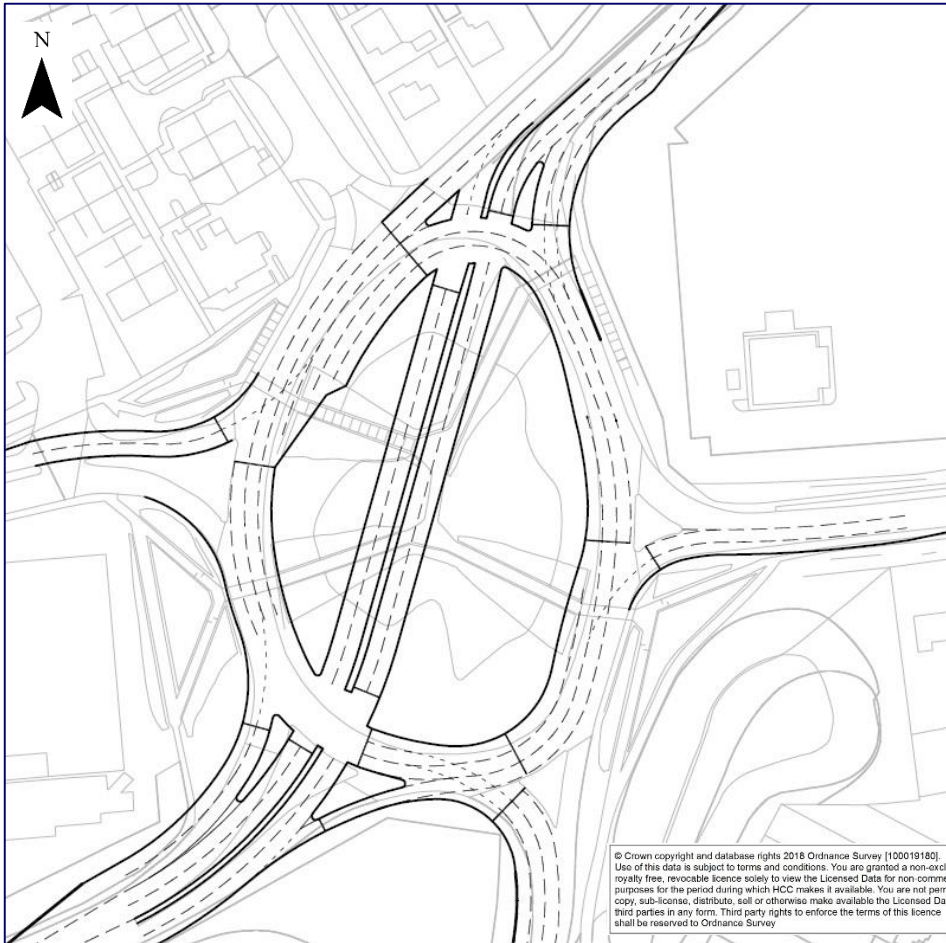 N
© Crown copyright and database rights 2018 Ordnance Survey [100019180].
Use of this data is subject to terms and conditions. You are granted a non-excl
royalty free, revocable licence solely to view the Licensed Data for non-comme
purposes for the period during which HCC makes it available. You are not perm
copy, sub-license, distribute, sell or otherwise make available the Licensed Da
third parties in any form. Third party rights to enforce the terms of this licence
shall be reserved to Ordnance Survey